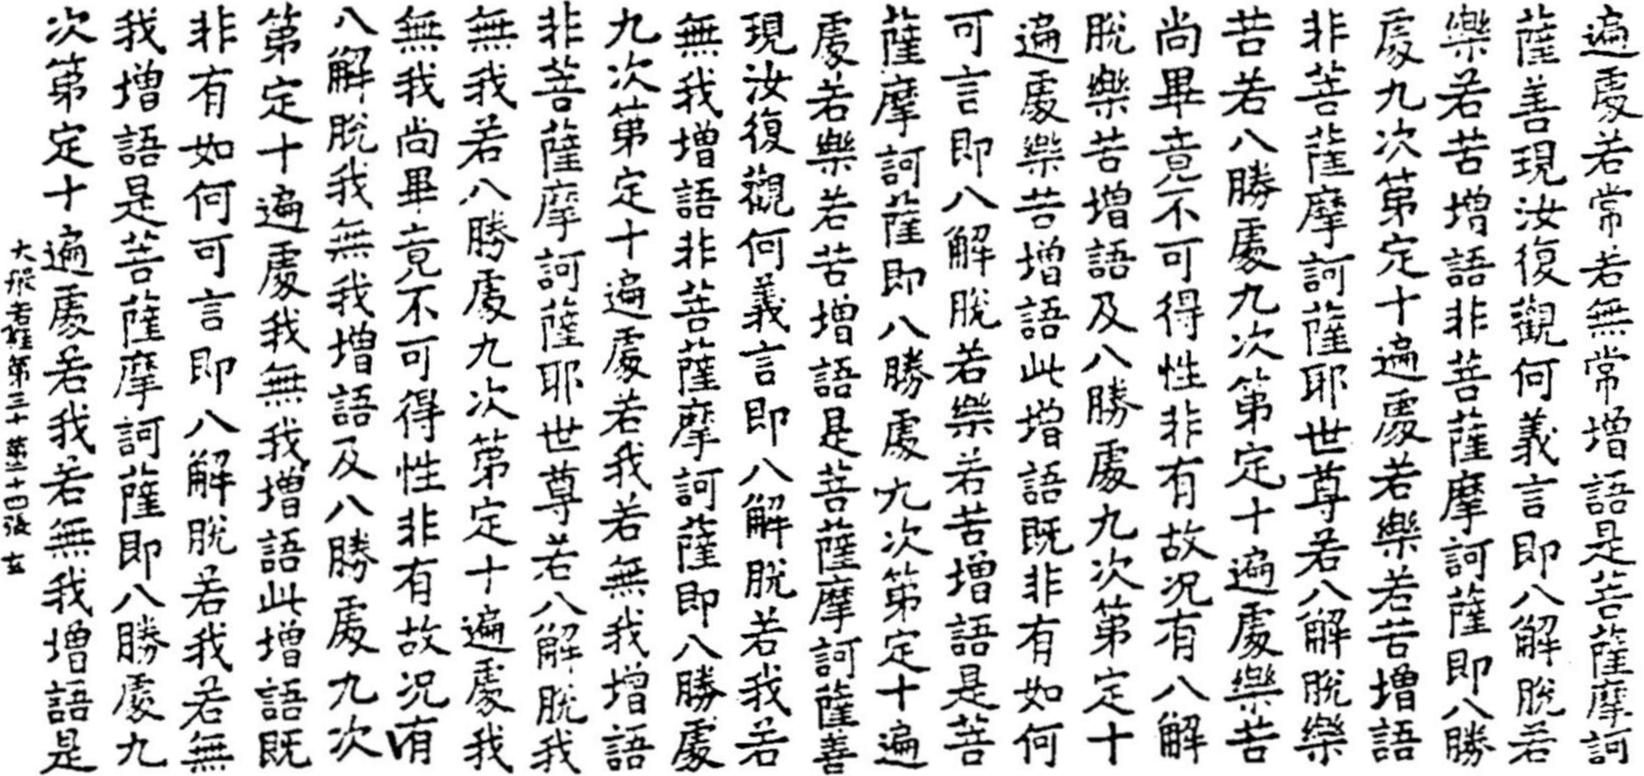 遍處若常若無常增語是菩薩摩訶
薩善現汝復觀何義言即八解脫若
樂若苦增語非菩薩摩訶薩即八勝
處九次第定十遍處若樂若苦增語
非菩薩摩訶薩耶世尊若八解脫樂
苦若八勝處九次第定十遍處樂苦
尚畢竟不可得性非有故况有八解
脫樂苦增語及八勝處九次第定十
遍處樂苦增語此增語既非有如何
可言即八解脫若樂若苦增語是菩
薩摩訶薩即八勝處九次第定十遍
處若樂若苦增語是菩薩摩訶薩善
現汝復觀何義言即八解脫若我若
無我增語非菩薩摩訶薩即八勝處
九次第定十遍處若我若無我增語
非菩薩摩訶薩耶世尊若八解脫我
無我若八勝處九次第定十遍處我
無我尚畢竟不可得性非有故况有
八解脫我無我增語及八勝處九次
第定十遍處我無我增語此增語既
非有如何可言即八解脫若我若無
我增語是菩薩摩訶薩即八勝處九
次第定十遍處若我若無我增語是
大般若經第三十 第二十四張